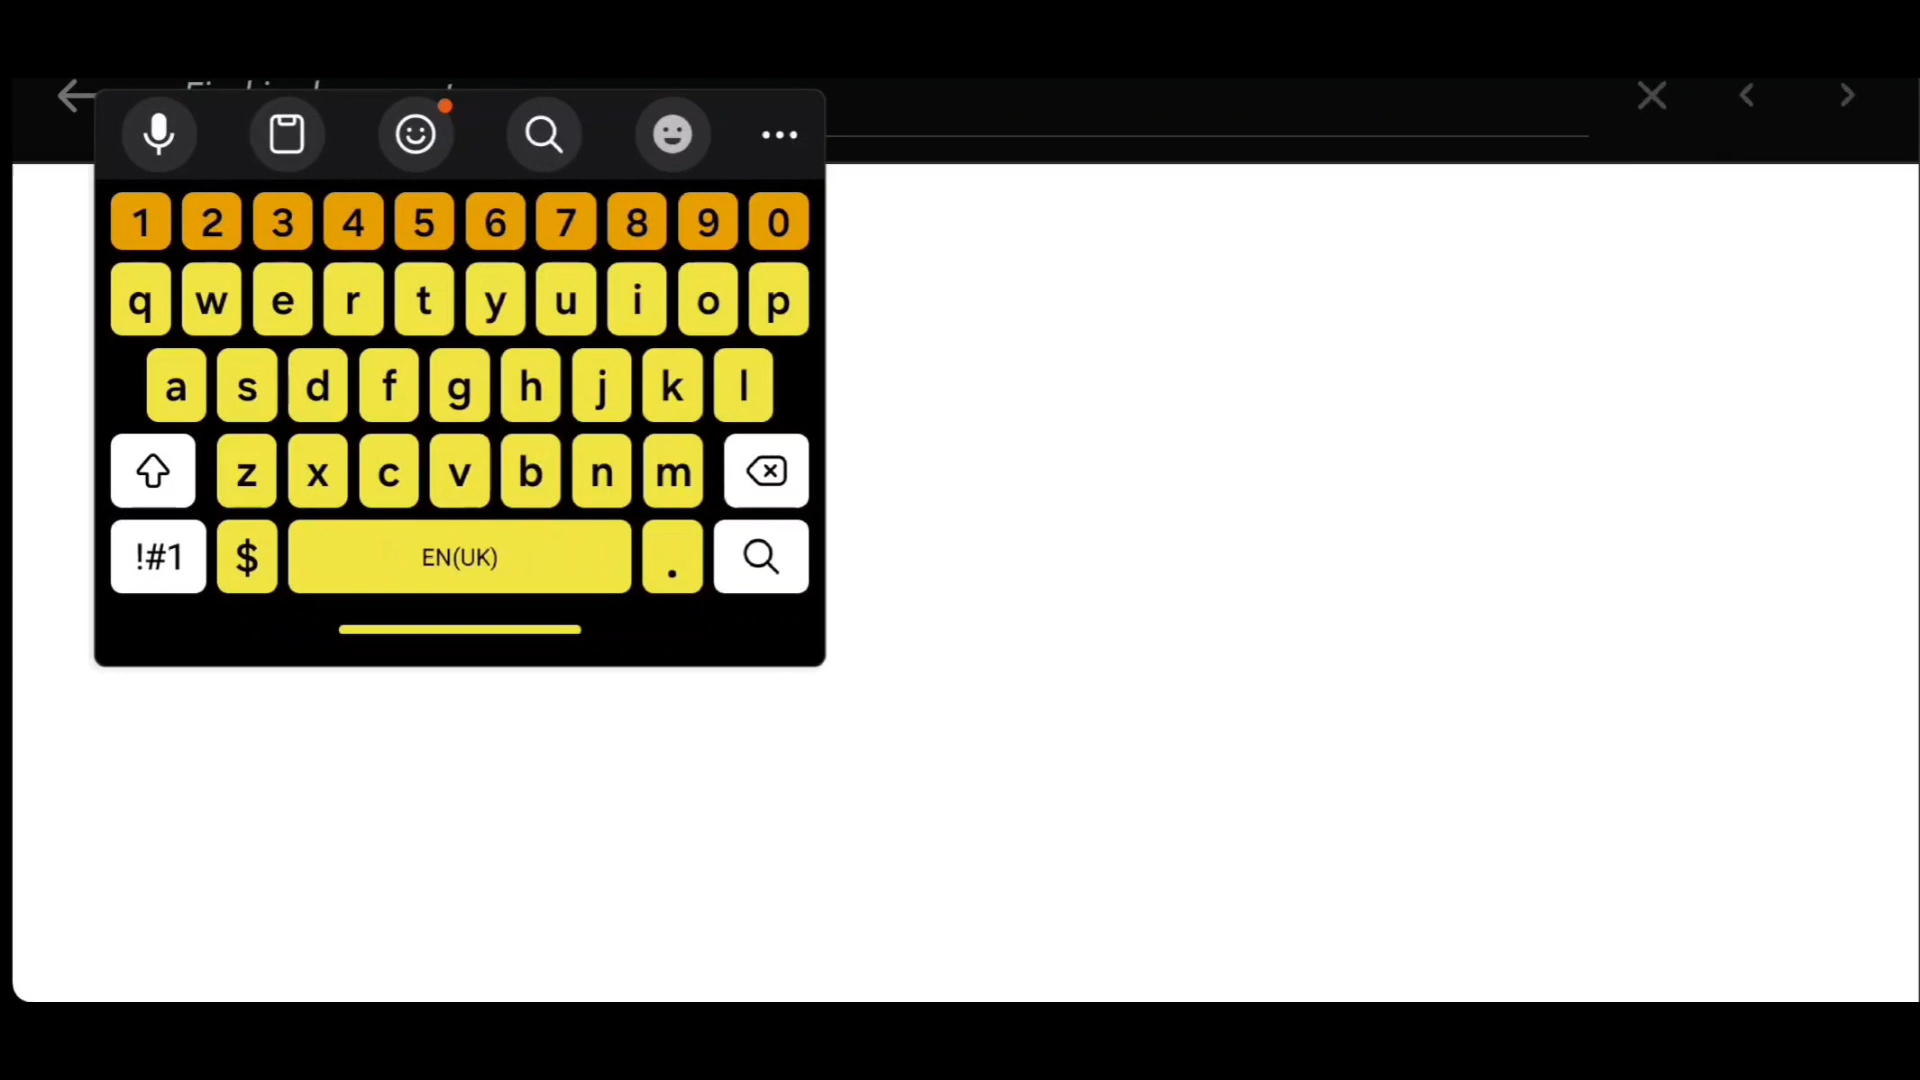 1 2 3 4 5 6 7 8 9 0
q w e r t y u i o p
a s d f g h j k l
z x c v b n m
!#1 $ EN(UK) .